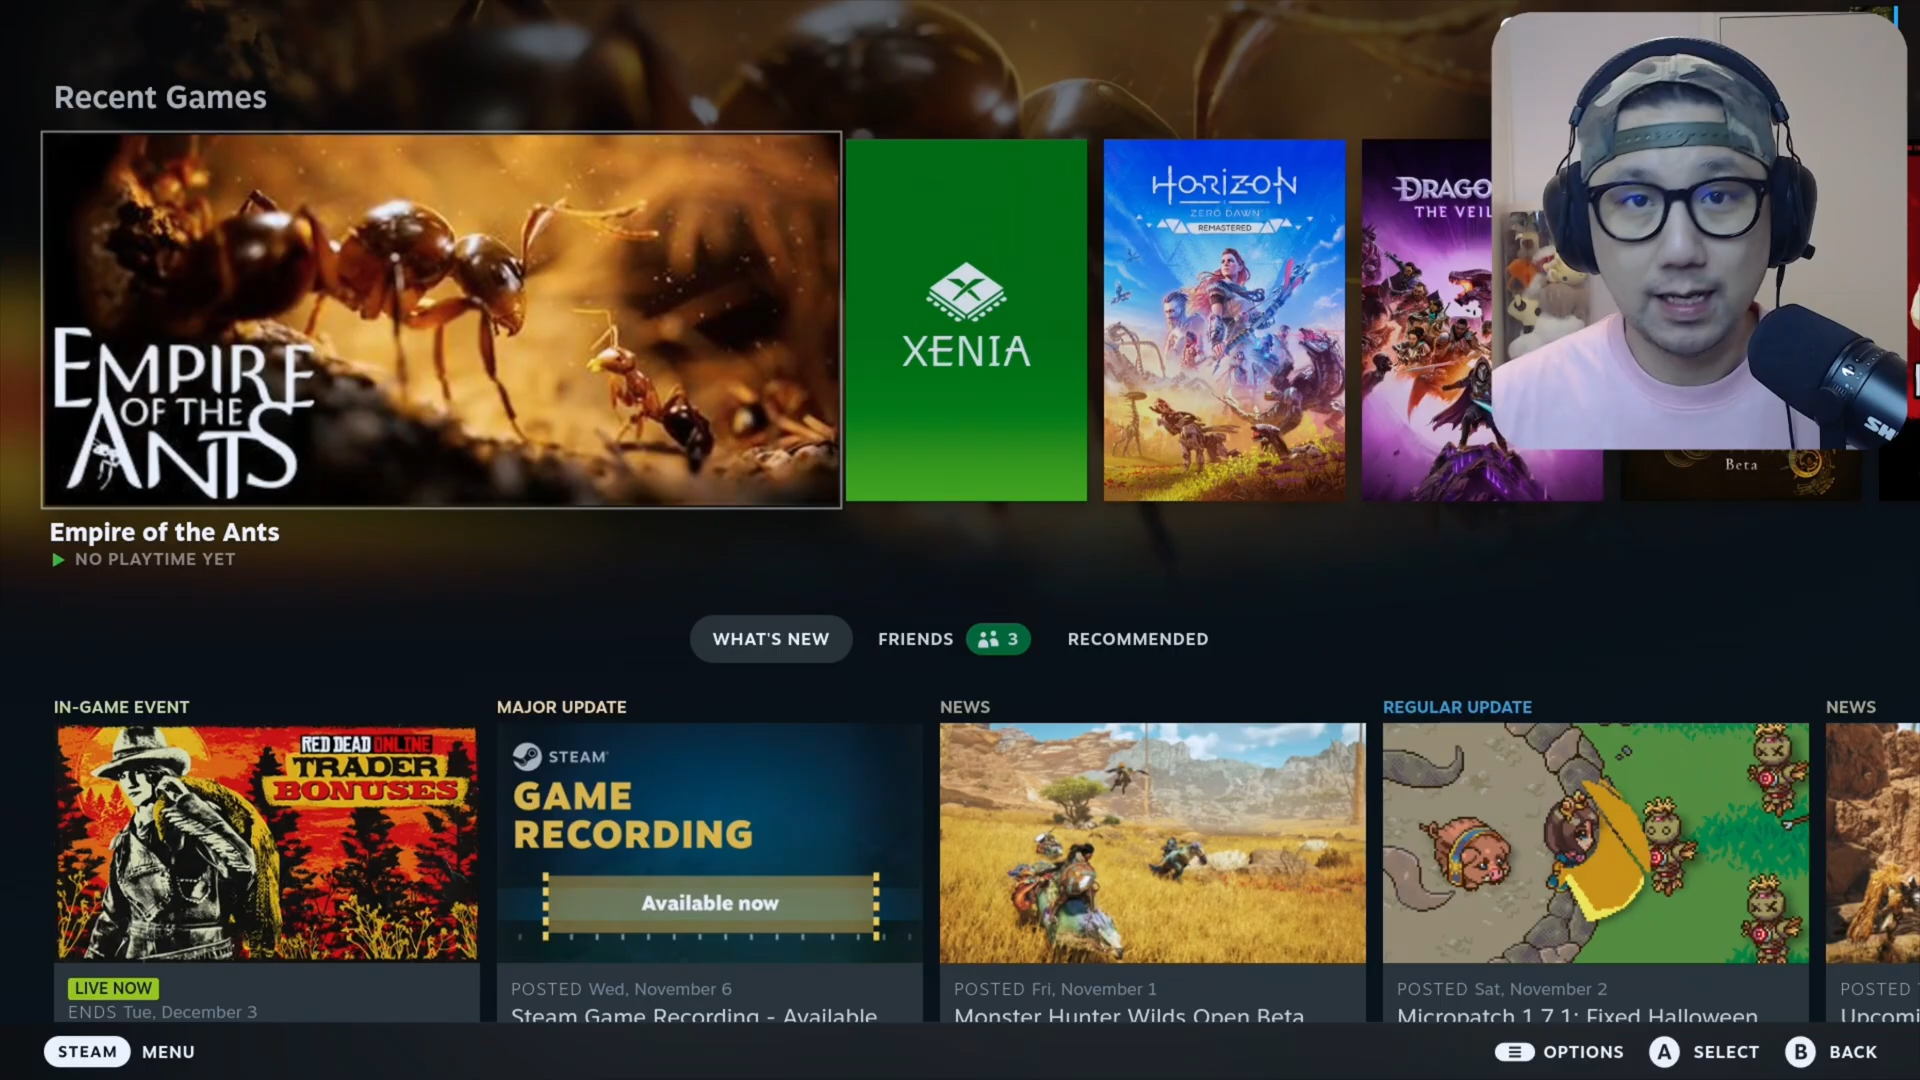 Recent Games
EMPIRE
OF THE
ANTS
XENIA
HORIZON
ZERO DAWN
REMASTERED
DRAGO
THE VEIL
Beta
SH
Empire of the Ants
NO PLAYTIME YET
WHAT'S NEW
FRIENDS
3
RECOMMENDED
IN-GAME EVENT
MAJOR UPDATE
NEWS
REGULAR UPDATE
NEWS
RED DEAD ONLINE
TRADER
BONUSES
STEAM
GAME
RECORDING
Available now
LIVE NOW
ENDS Tue, December 3
POSTED Wed, November 6
Steam Game Recording - Available
POSTED Fri, November 1
Monster Hunter Wilds Open Beta
POSTED Sat, November 2
Micropatch 1.7.1: Fixed Halloween
POSTED
Upcomi
STEAM MENU
OPTIONS
A SELECT
B BACK